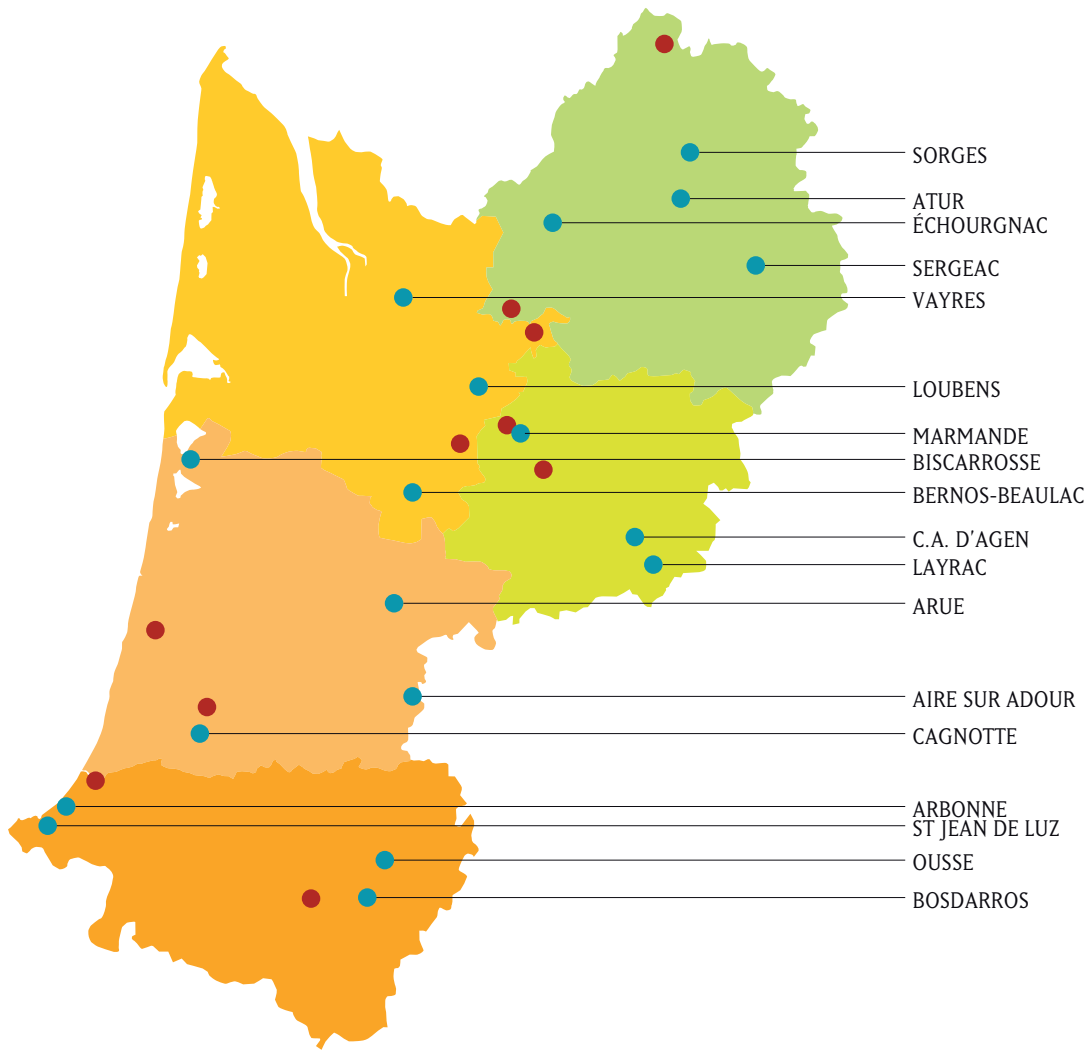 SORGES
ATUR
ÉCHOURGNAC
SERGEAC
VAYRES
LOUBENS
MARMANDE
BISCARROSSE
BERNOS-BEAULAC
C.A. D'AGEN
LAYRAC
ARUE
AIRE SUR ADOUR
CAGNOTTE
ARBONNE
ST JEAN DE LUZ
OUSSE
BOSDARROS